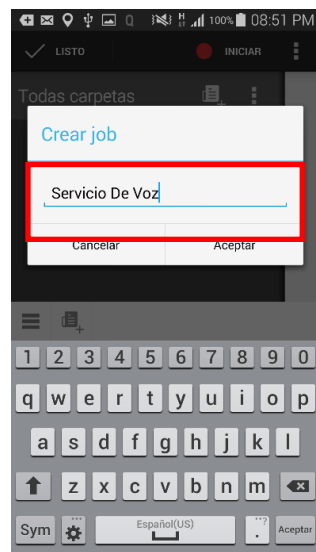 100% 08:51 PM
LISTO INICIAR
Todas carpetas
Crear job
Servicio De Voz
Cancelar Aceptar
1 2 3 4 5 6 7 8 9 0
q w e r t y u i o p
a s d f g h j k l
z x c v b n m
Sym Español(US) ...? . Aceptar